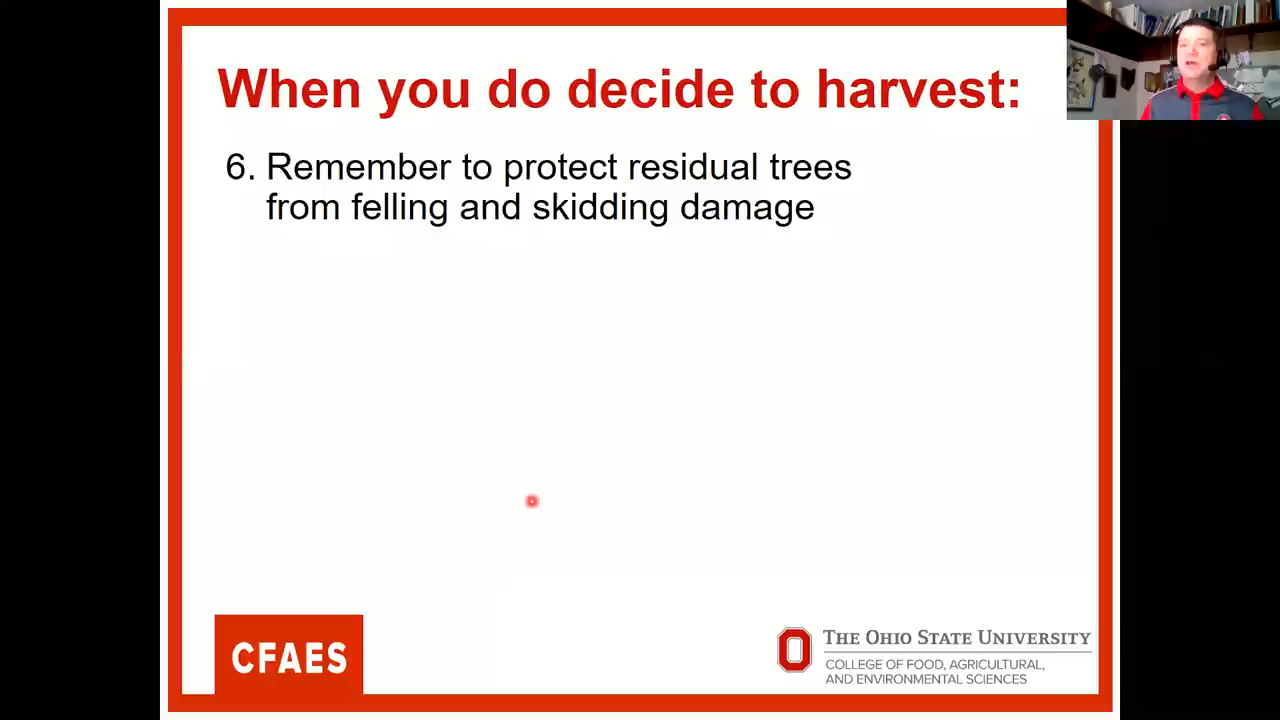 When you do decide to harvest:
6. Remember to protect residual trees
from felling and skidding damage
CFAES
THE OHIO STATE UNIVERSITY
COLLEGE OF FOOD, AGRICULTURAL,
AND ENVIRONMENTAL SCIENCES